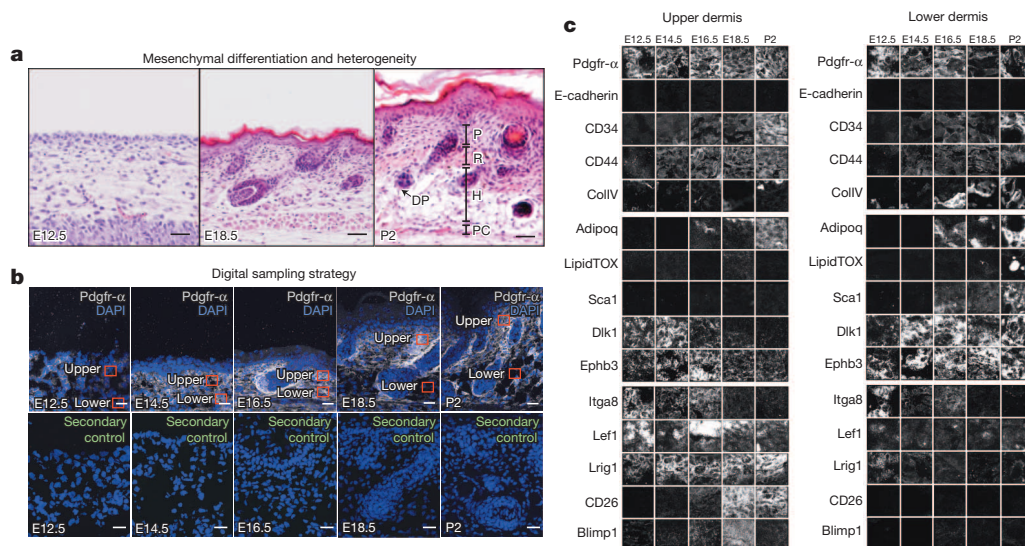 a
Mesenchymal differentiation and heterogeneity
E12.5
E18.5
P2
P
R
H
PC
DP
b
Digital sampling strategy
Pdgfr-α
DAPI
Upper
Lower
E12.5
Pdgfr-α
DAPI
Upper
Lower
E14.5
Pdgfr-α
DAPI
Upper
Lower
E16.5
Pdgfr-α
DAPI
Upper
Lower
E18.5
Pdgfr-α
DAPI
Upper
Lower
P2
Secondary
control
E12.5
Secondary
control
E14.5
Secondary
control
E16.5
Secondary
control
E18.5
Secondary
control
P2
c
Upper dermis
E12.5 E14.5 E16.5 E18.5 P2
Pdgfr-α
E-cadherin
CD34
CD44
CollV
Adipoq
LipidTOX
Sca1
Dlk1
Ephb3
Itga8
Lef1
Lrig1
CD26
Blimp1
Lower dermis
E12.5 E14.5 E16.5 E18.5 P2
Pdgfr-α
E-cadherin
CD34
CD44
CollV
Adipoq
LipidTOX
Sca1
Dlk1
Ephb3
Itga8
Lef1
Lrig1
CD26
Blimp1